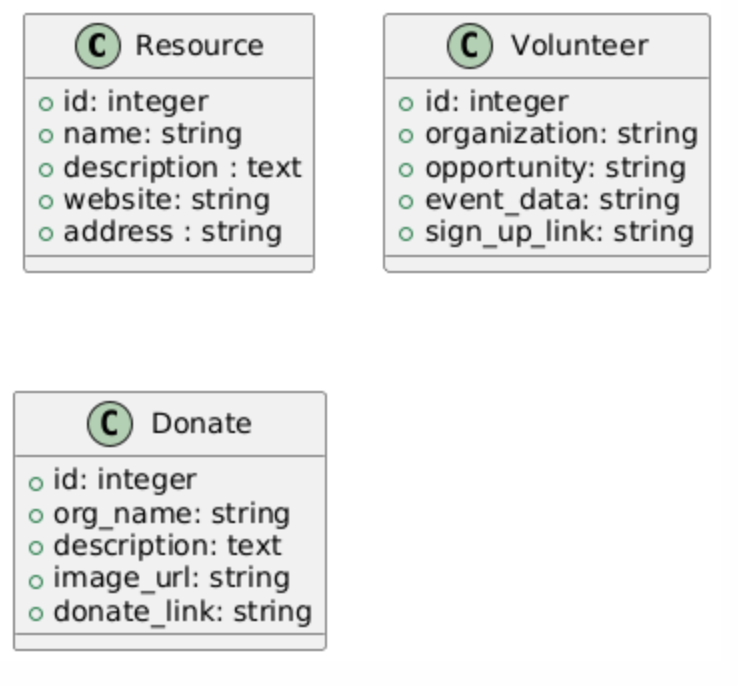 C Resource
id: integer
name: string
description : text
website: string
address : string
C Volunteer
id: integer
organization: string
opportunity: string
event_data: string
sign_up_link: string
C Donate
id: integer
org_name: string
description: text
image_url: string
donate_link: string